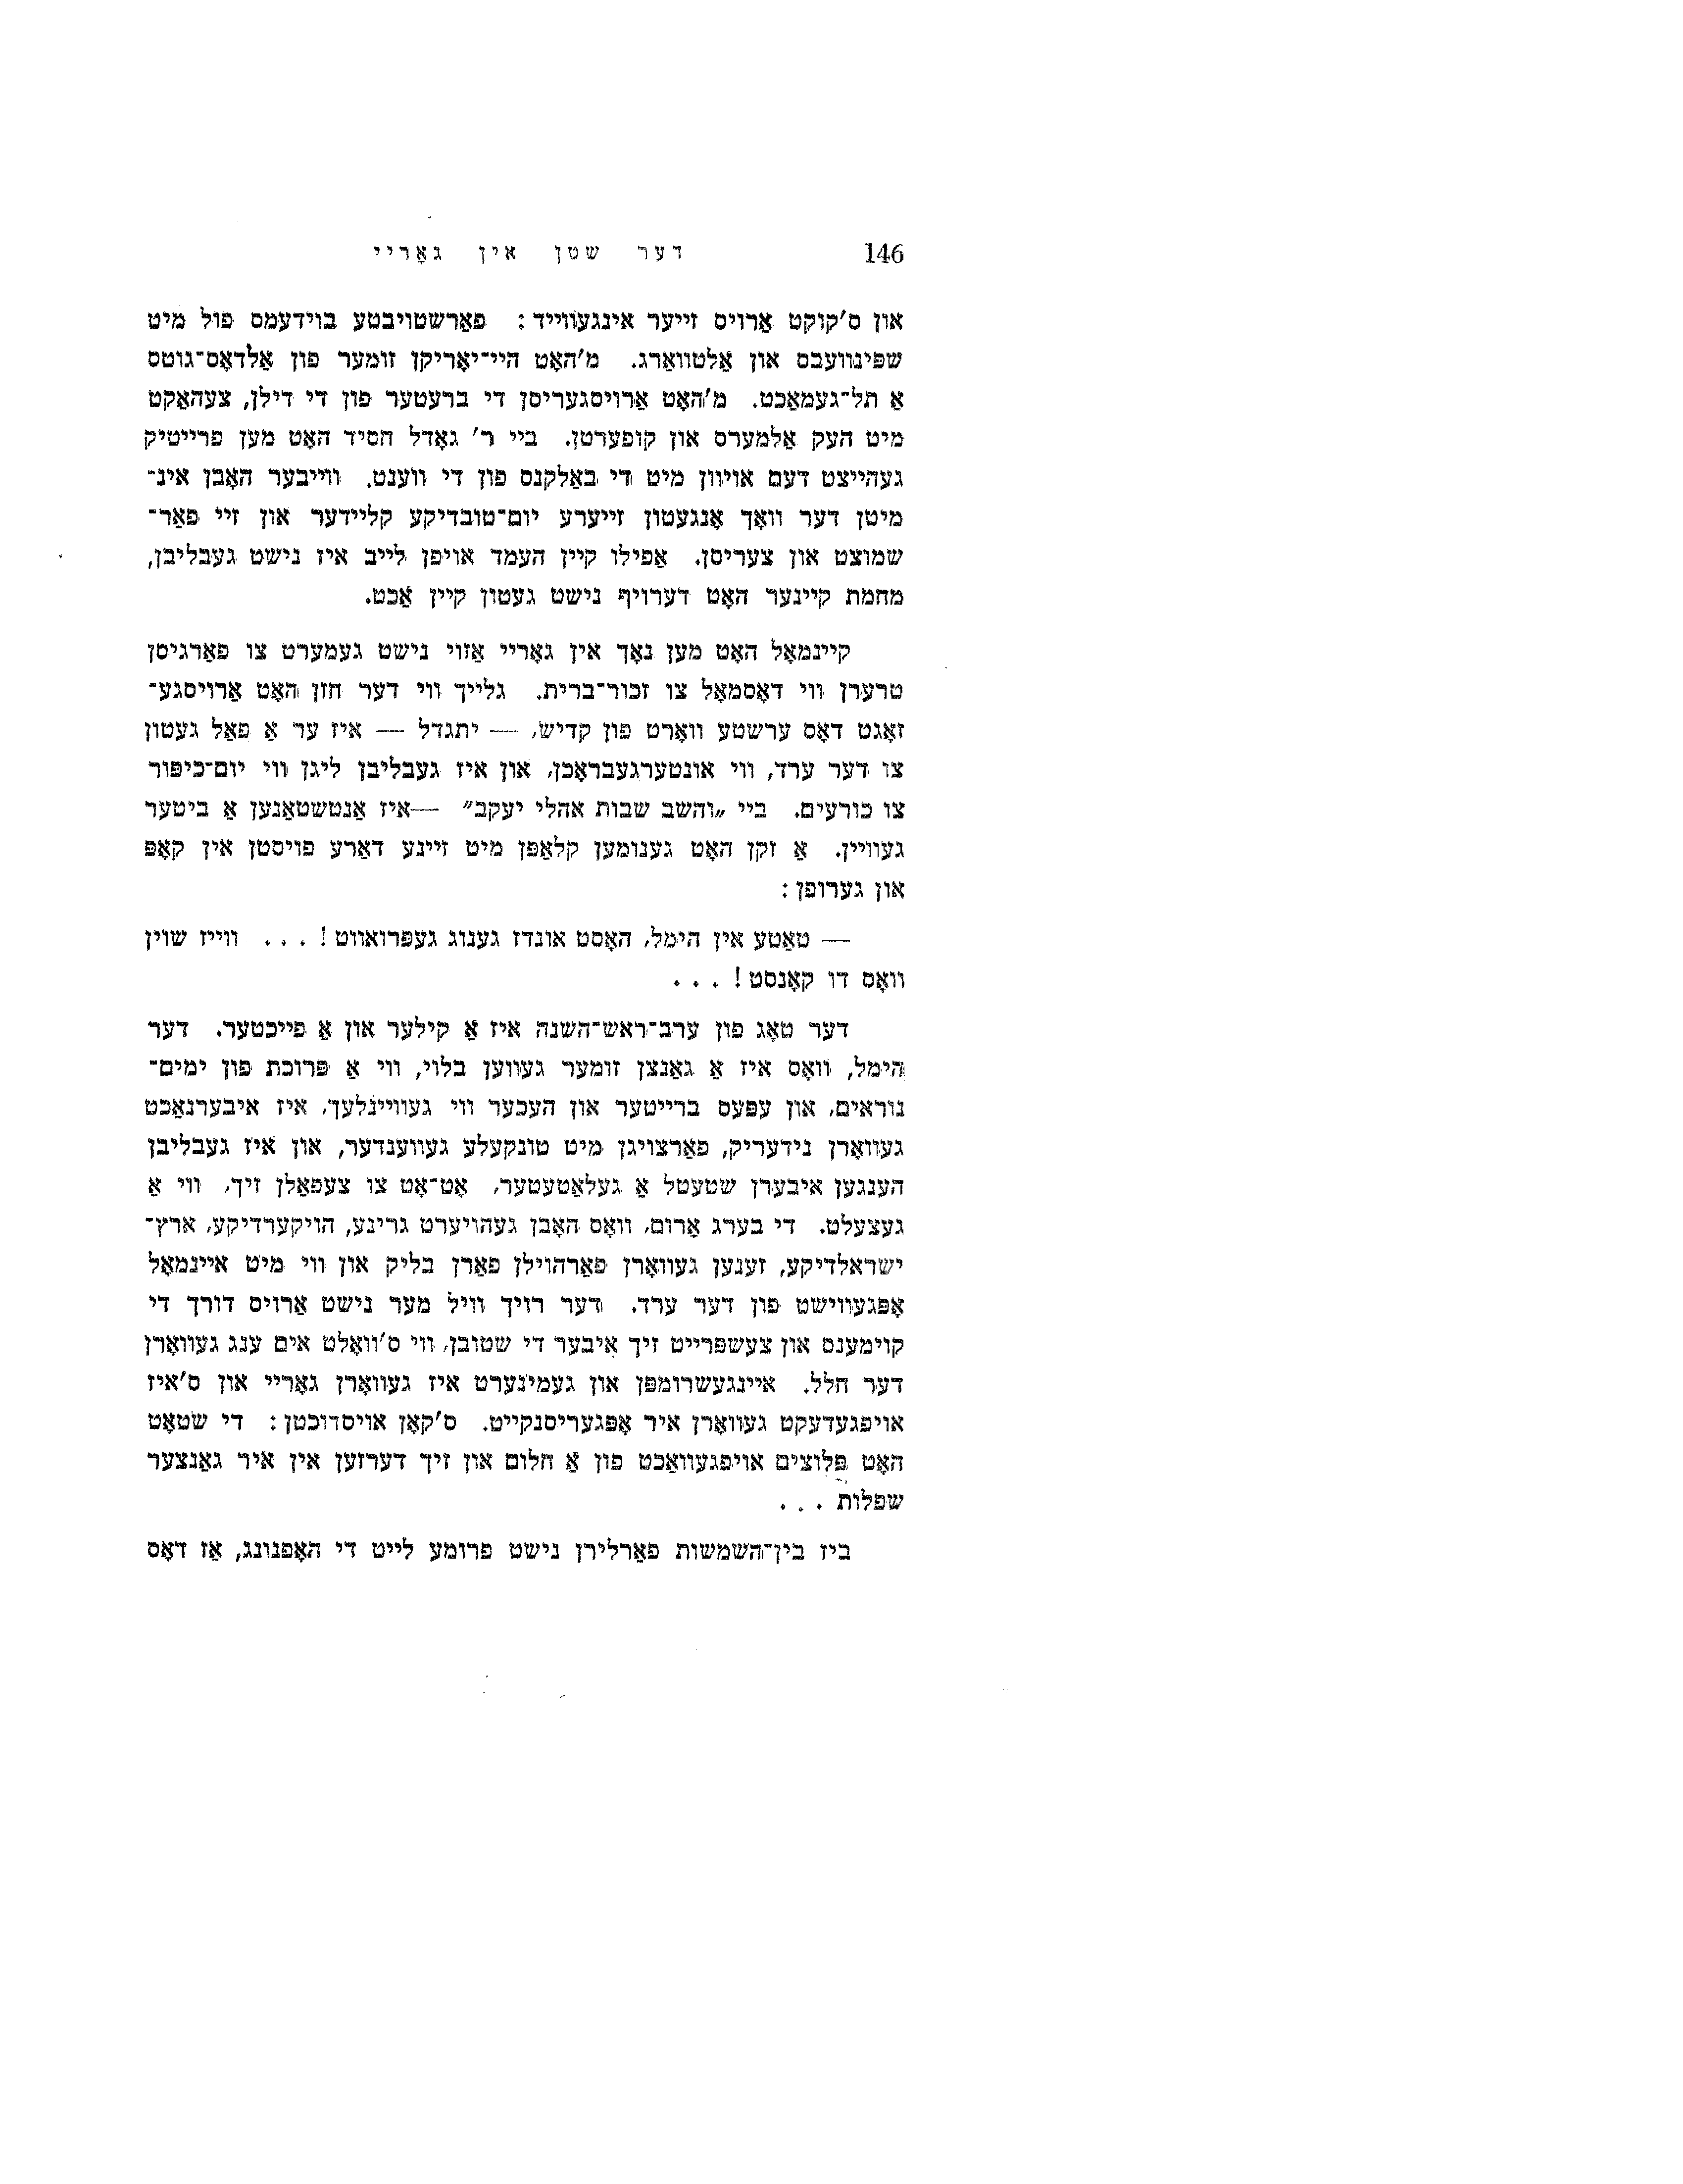 146 דער שטן אין גאָריי
און ס'קוקט אַרויס זייער אינגעווייד: פאַרשטויבטע בוידעמס פול מיט
שפּינוועבס און אַלטוואַרג. מ'האָט היי־יאָריקן זומער פון אַלדאָס־גוטס
אַ תל־געמאַכט. מ'האָט אַרויסגעריסן די ברעטער פון די דילן, צעהאַקט
מיט העק אַלמערס און קופערטן. ביי ר' גאָדל חסיד האָט מען פרייטיק
געהייצט דעם אויוון מיט די באַלקנס פון די ווענט. ווייבער האָבן אינ־
מיטן דער וואָך אָנגעטון זייערע יום־טובדיקע קליידער און זיי פאַר־
שמוצט און צעריסן. אַפילו קיין העמד אויפן לייב איז נישט געבליבן,
מחמת קיינער האָט דערויף נישט געטון קיין אַכט.
קיינמאָל האָט מען נאָך אין גאָריי אַזוי נישט געמערט צו פאַרגיסן
טרערן ווי דאָסמאָל צו זכור־ברית. גלייך ווי דער חזן האָט אַרויסגע־
זאָגט דאָס ערשטע וואָרט פון קדיש, — יתגדל — איז ער אַ פאַל געטון
צו דער ערד, ווי אונטערגעבראָכן, און איז געבליבן ליגן ווי יום־כיפּור
צו כורעים. ביי „והשב שבות אהלי יעקב" —איז אַנטשטאַנען אַ ביטער
געוויין. אַ זקן האָט גענומען קלאַפּן מיט זיינע דאַרע פויסטן אין קאָפּ
און גערופן:
— טאַטע אין הימל, האָסט אונדז גענוג געפּרואווט! ... ווייז שוין
וואָס דו קאָנסט! ...
דער טאָג פון ערב־ראש־השנה איז אַ קילער און אַ פייכטער. דער
הימל, וואָס איז אַ גאַנצן זומער געווען בלוי, ווי אַ פּרוכת פון ימים־
נוראים, און עפּעס ברייטער און העכער ווי געוויינלעך, איז איבערנאַכט
געוואָרן נידעריק, פאַרצויגן מיט טונקעלע געווענדער, און איז געבליבן
הענגען איבערן שטעטל אַ געלאַטעטער, אָט־אָט צו צעפאַלן זיך, ווי אַ
געצעלט. די בערג אַרום, וואָס האָבן געהויערט גרינע, הויקערדיקע, ארץ־
ישראלדיקע, זענען געוואָרן פאַרהוילן פאַרן בליק און ווי מיט איינמאָל
אָפּגעווישט פון דער ערד. דער רויך וויל מער נישט אַרויס דורך די
קוימענס און צעשפּרייט זיך איבער די שטובן, ווי ס'וואָלט אים ענג געוואָרן
דער חלל. איינגעשרומפּן און געמינערט איז געוואָרן גאָריי און ס'איז
אויפגעדעקט געוואָרן איר אָפּגעריסנקייט. ס'קאָן אויסדוכטן: די שטאָט
האָט פּלוצים אויפגעוואַכט פון אַ חלום און זיך דערזען אין איר גאַנצער
שפלות ...
ביז בין־השמשות פאַרלירן נישט פרומע לייט די האָפנונג, אַז דאָס